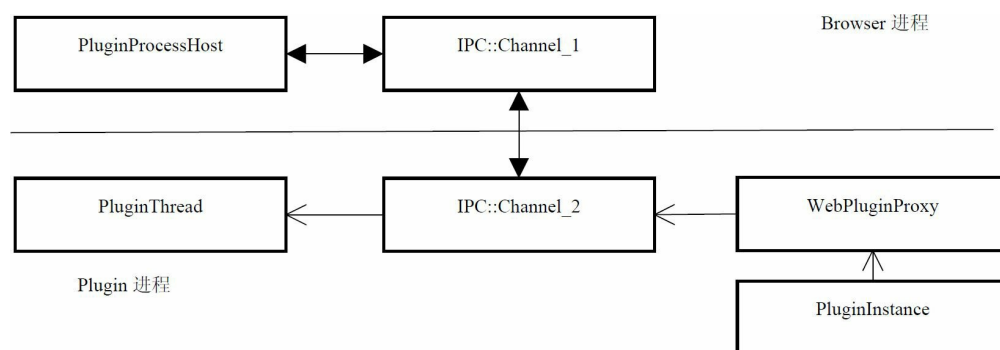 Browser 进程
PluginProcessHost
IPC::Channel_1
PluginThread
IPC::Channel_2
WebPluginProxy
Plugin 进程
PluginInstance